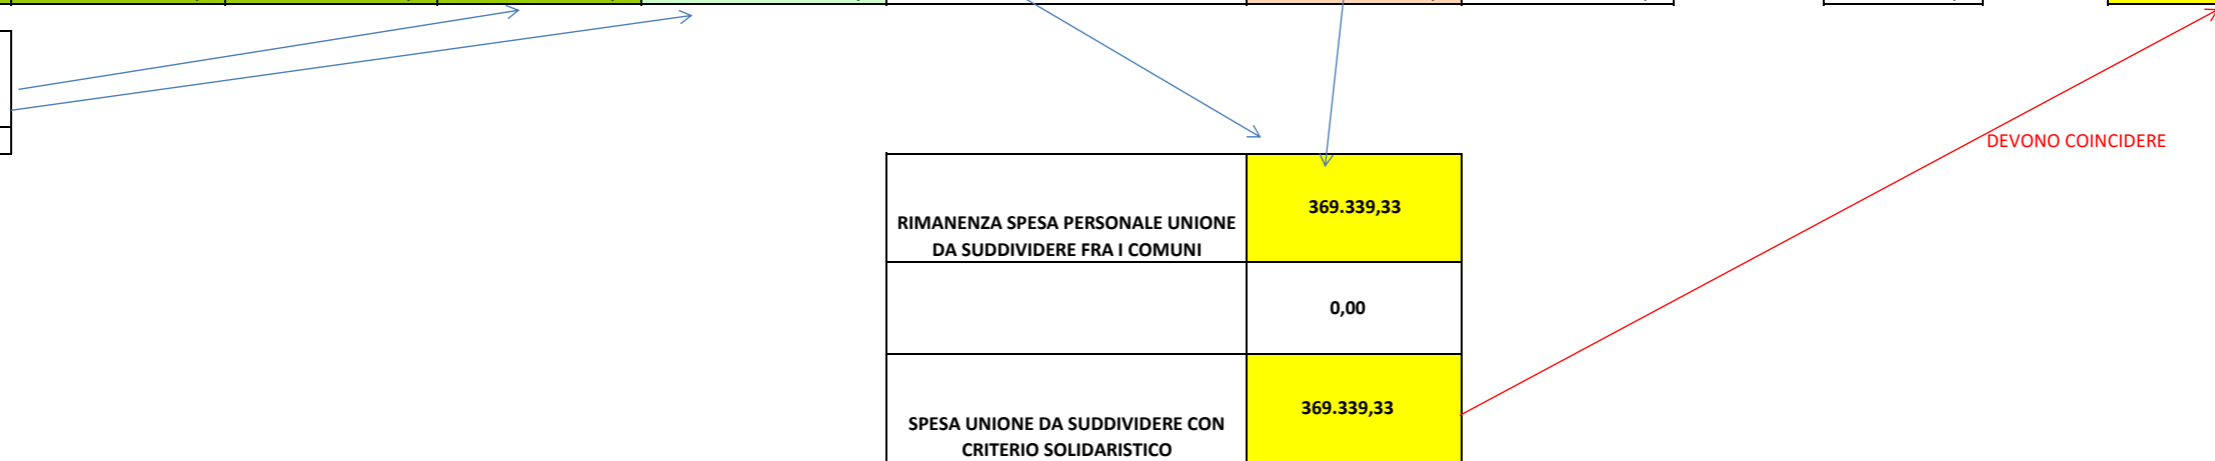 DEVONO COINCIDERE
369.339,33
RIMANENZA SPESA PERSONALE UNIONE
DA SUDDIVIDERE FRA I COMUNI
0,00
369.339,33
SPESA UNIONE DA SUDDIVIDERE CON
CRITERIO SOLIDARISTICO